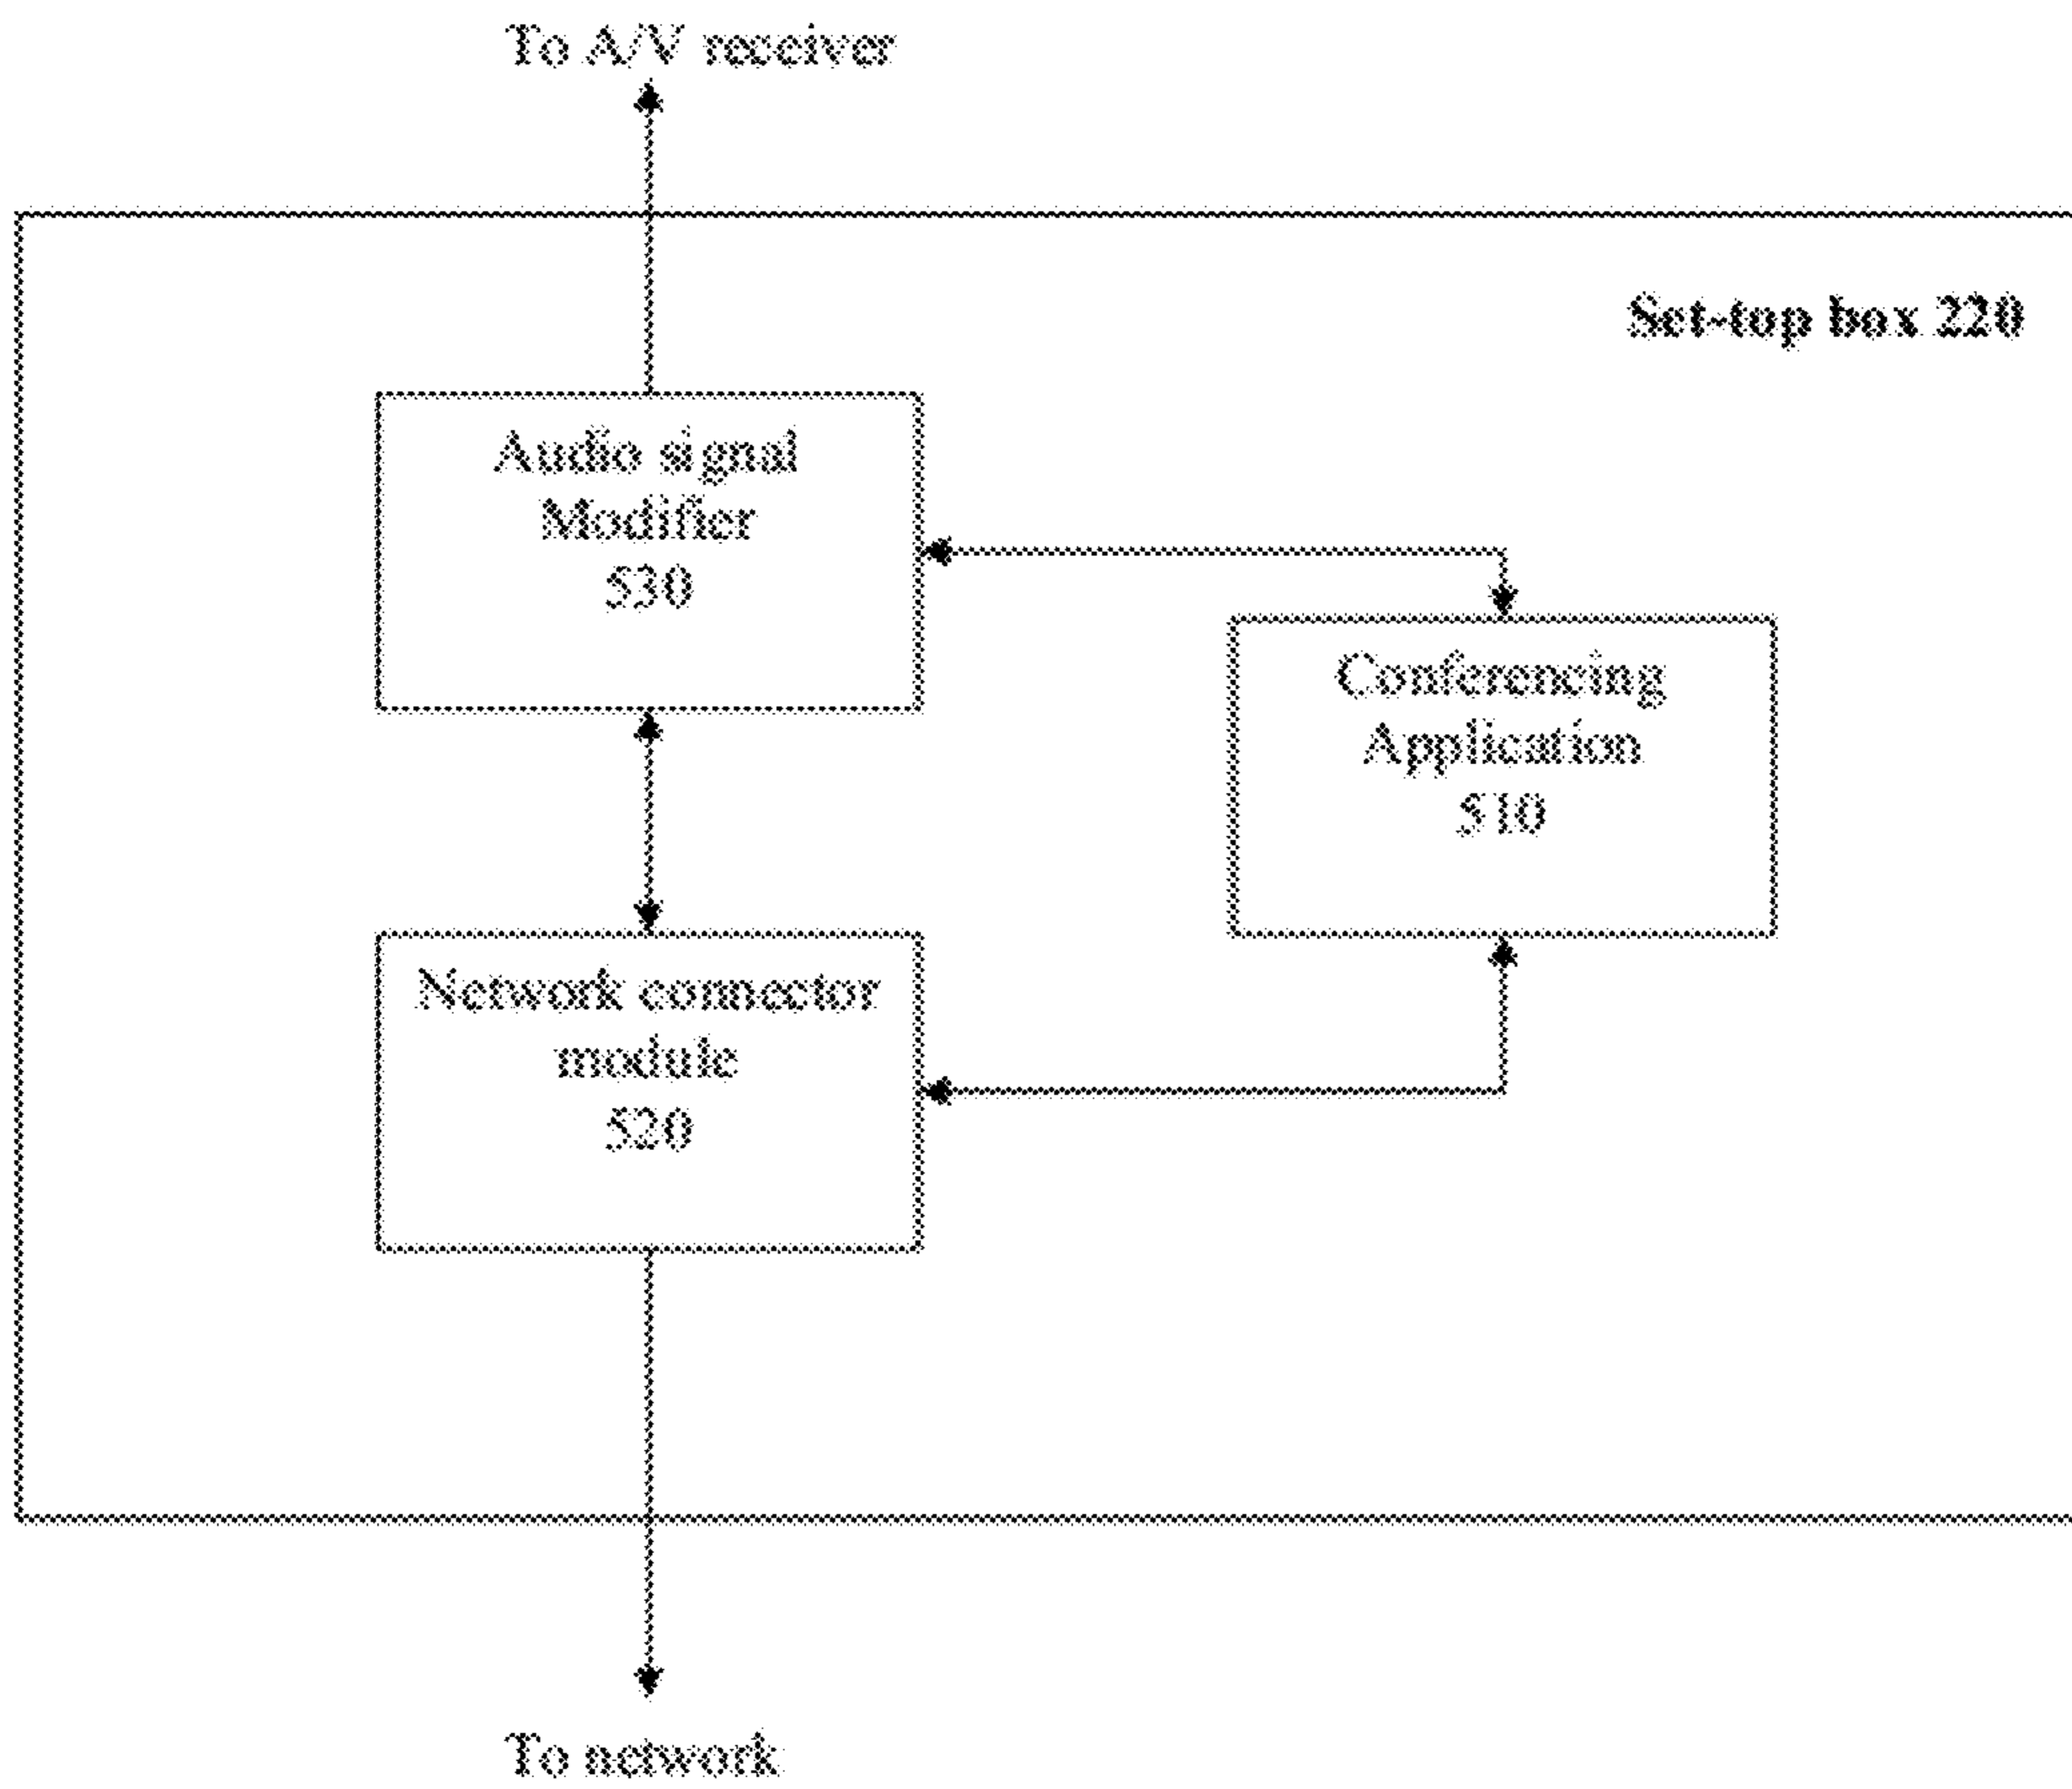 To A/V receiver
Set-top box 220
Audio signal
Modifier
530
Conferencing
Application
510
Network connector
module
520
To network